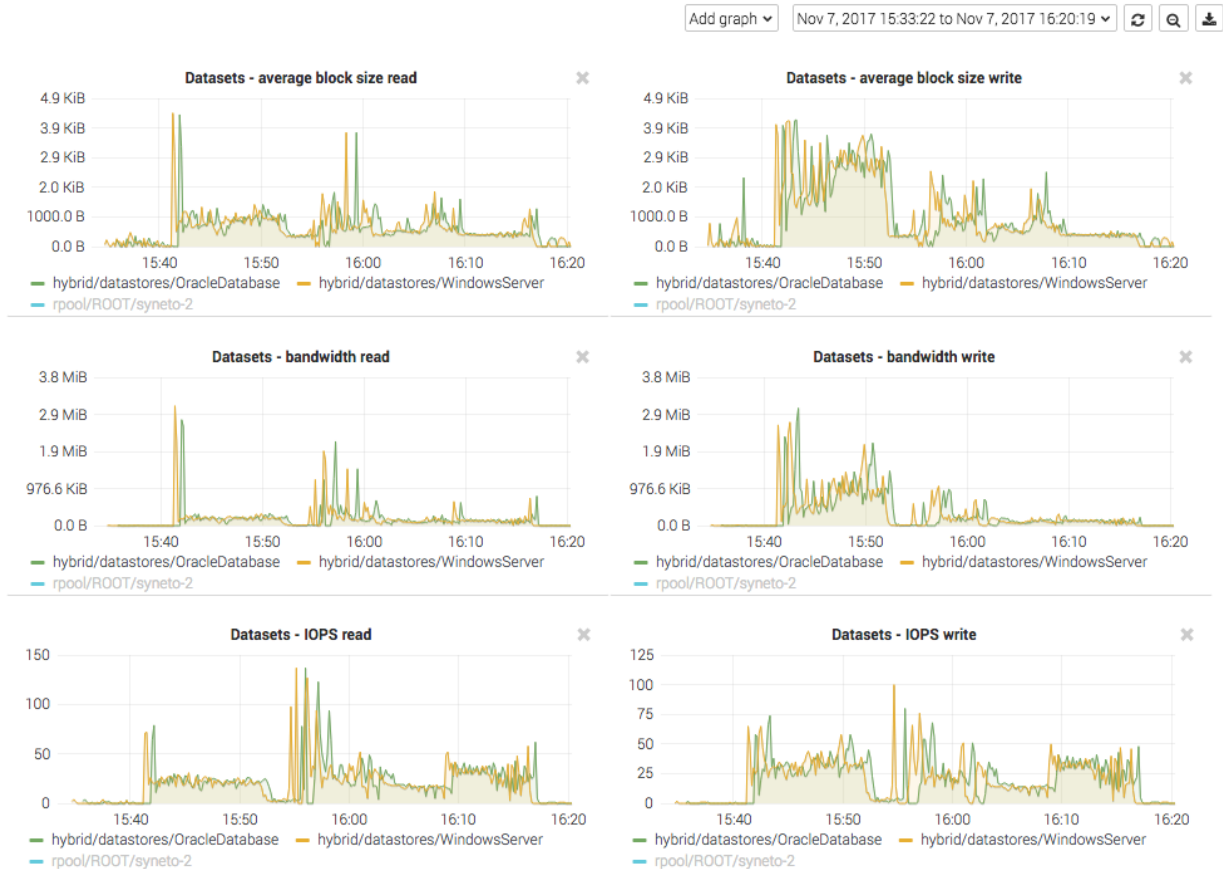 Add graph
Nov 7, 2017 15:33:22 to Nov 7, 2017 16:20:19
Datasets - average block size read
4.9 KiB
3.9 KiB
2.9 KiB
2.0 KiB
1000.0 B
0.0 B
15:40 15:50 16:00 16:10 16:20
hybrid/datastores/OracleDatabase hybrid/datastores/WindowsServer
rpool/ROOT/syneto-2
Datasets - average block size write
4.9 KiB
3.9 KiB
2.9 KiB
2.0 KiB
1000.0 B
0.0 B
15:40 15:50 16:00 16:10 16:20
hybrid/datastores/OracleDatabase hybrid/datastores/WindowsServer
rpool/ROOT/syneto-2
Datasets - bandwidth read
3.8 MiB
2.9 MiB
1.9 MiB
976.6 KiB
0.0 B
15:40 15:50 16:00 16:10 16:20
hybrid/datastores/OracleDatabase hybrid/datastores/WindowsServer
rpool/ROOT/syneto-2
Datasets - bandwidth write
3.8 MiB
2.9 MiB
1.9 MiB
976.6 KiB
0.0 B
15:40 15:50 16:00 16:10 16:20
hybrid/datastores/OracleDatabase hybrid/datastores/WindowsServer
rpool/ROOT/syneto-2
Datasets - IOPS read
150
100
50
0
15:40 15:50 16:00 16:10 16:20
hybrid/datastores/OracleDatabase hybrid/datastores/WindowsServer
rpool/ROOT/syneto-2
Datasets - IOPS write
125
100
75
50
25
0
15:40 15:50 16:00 16:10 16:20
hybrid/datastores/OracleDatabase hybrid/datastores/WindowsServer
rpool/ROOT/syneto-2